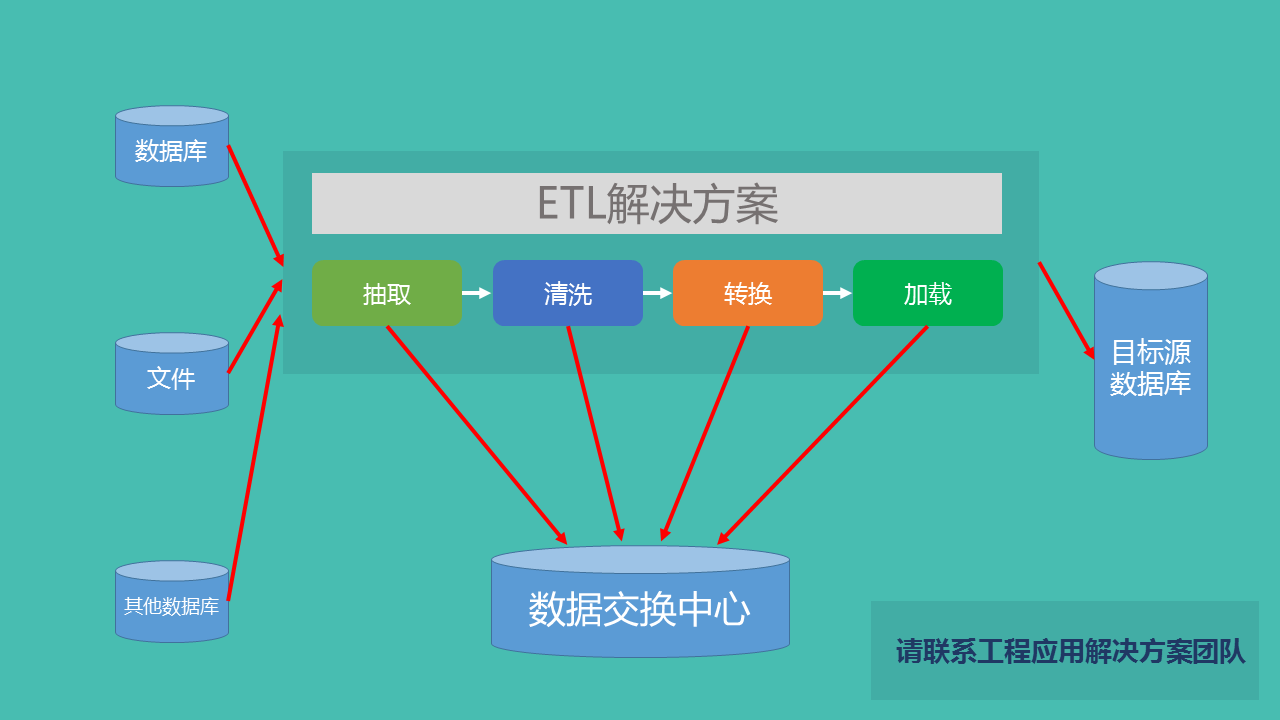 数据库
ETL解决方案
抽取
清洗
转换
加载
文件
目标源
数据库
其他数据库
数据交换中心
请联系工程应用解决方案团队